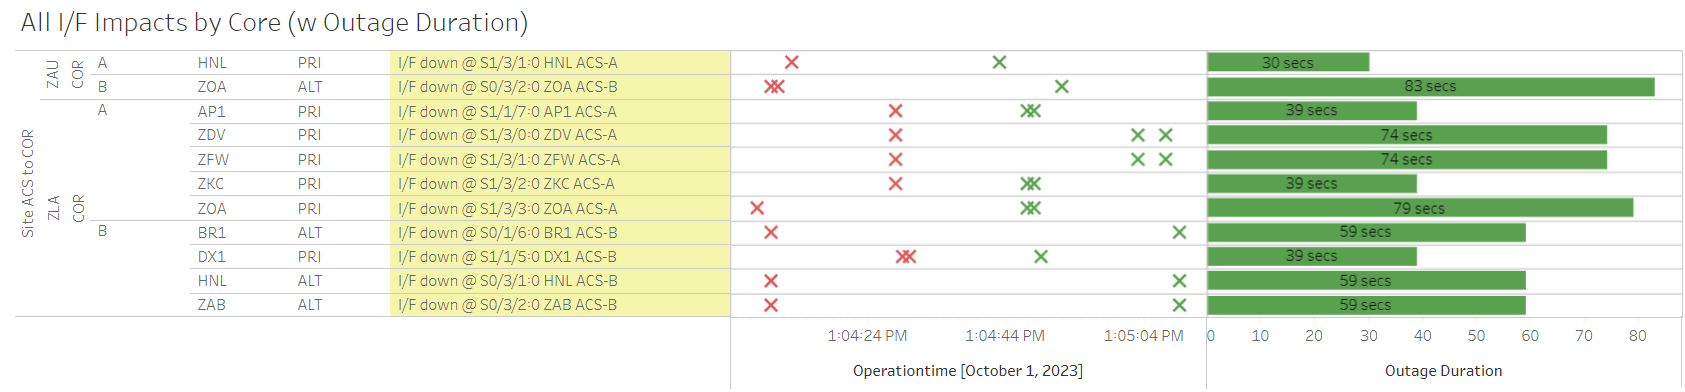 All I/F Impacts by Core (w Outage Duration)
Site ACS to COR
ZAU COR A HNL PRI I/F down @ S1/3/1:0 HNL ACS-A 30 secs
B ZOA ALT I/F down @ S0/3/2:0 ZOA ACS-B 83 secs
ZLA COR A AP1 PRI I/F down @ S1/1/7:0 AP1 ACS-A 39 secs
ZDV PRI I/F down @ S1/3/0:0 ZDV ACS-A 74 secs
ZFW PRI I/F down @ S1/3/1:0 ZFW ACS-A 74 secs
ZKC PRI I/F down @ S1/3/2:0 ZKC ACS-A 39 secs
ZOA PRI I/F down @ S1/3/3:0 ZOA ACS-A 79 secs
B BR1 ALT I/F down @ S0/1/6:0 BR1 ACS-B 59 secs
DX1 PRI I/F down @ S1/1/5:0 DX1 ACS-B 39 secs
HNL ALT I/F down @ S0/3/1:0 HNL ACS-B 59 secs
ZAB ALT I/F down @ S0/3/2:0 ZAB ACS-B 59 secs
1:04:24 PM 1:04:44 PM 1:05:04 PM 0 10 20 30 40 50 60 70 80
Operationtime [October 1, 2023] Outage Duration